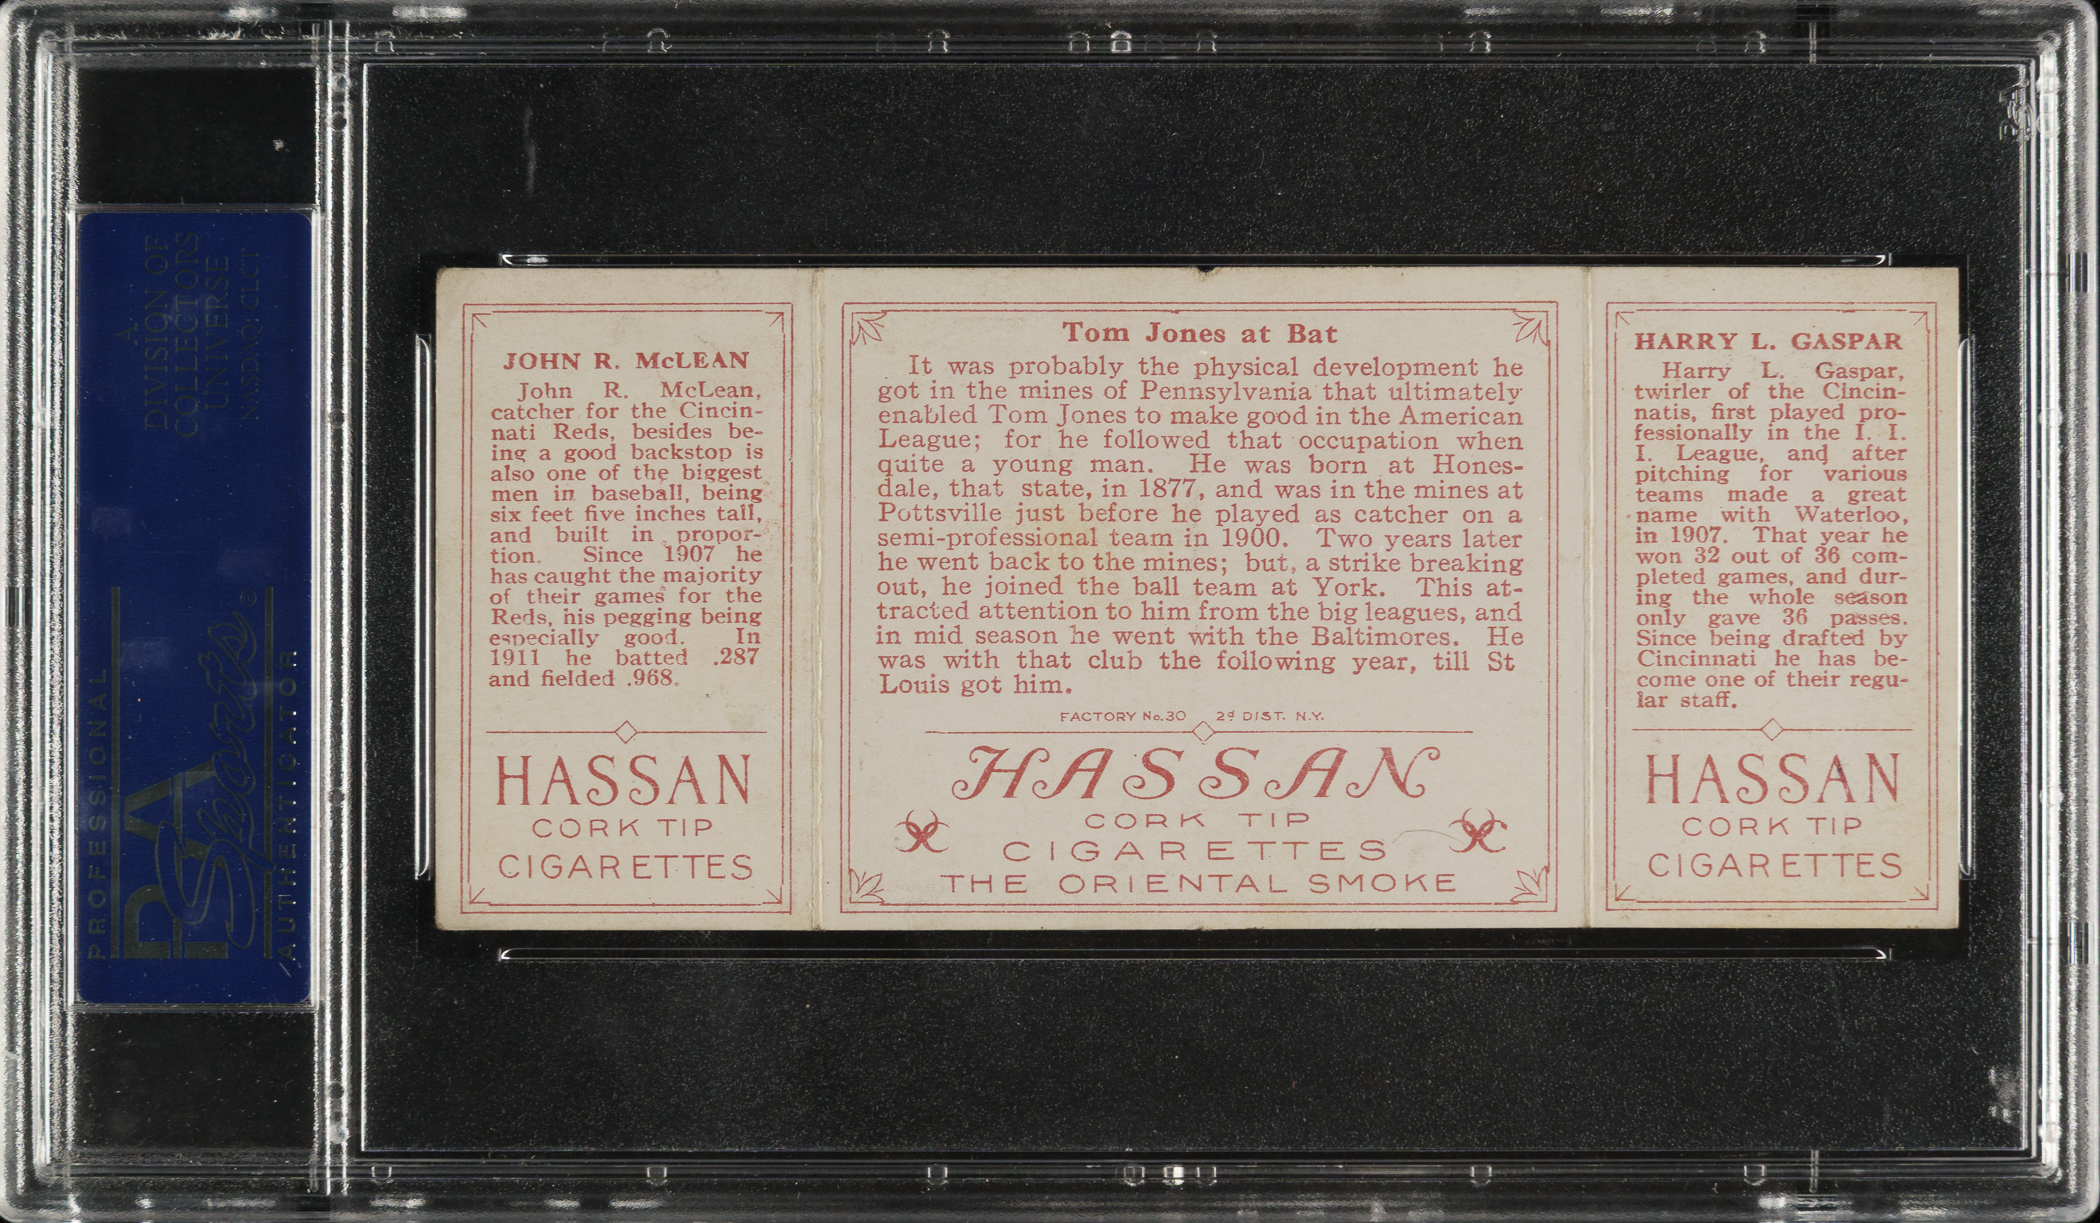 A
DIVISION OF
COLLECTORS
UNIVERSE
NASDAQ: CLCT
PROFESSIONAL
PSA
Sports
AUTHENTICATOR
JOHN R. McLEAN
John R. McLean,
catcher for the Cincin-
nati Reds, besides be-
ing a good backstop is
also one of the biggest
men in baseball, being
six feet five inches tall,
and built in propor-
tion. Since 1907 he
has caught the majority
of their games for the
Reds, his pegging being
especially good. In
1911 he batted .287
and fielded .968.
HASSAN
CORK TIP
CIGARETTES
Tom Jones at Bat
It was probably the physical development he
got in the mines of Pennsylvania that ultimately
enabled Tom Jones to make good in the American
League; for he followed that occupation when
quite a young man. He was born at Hones-
dale, that state, in 1877, and was in the mines at
Pottsville just before he played as catcher on a
semi-professional team in 1900. Two years later
he went back to the mines; but, a strike breaking
out, he joined the ball team at York. This at-
tracted attention to him from the big leagues, and
in mid season he went with the Baltimores. He
was with that club the following year, till St
Louis got him.
FACTORY No. 30 2d DIST. N.Y.
HASSAN
CORK TIP
CIGARETTES
THE ORIENTAL SMOKE
HARRY L. GASPAR
Harry L. Gaspar,
twirler of the Cincin-
natis, first played pro-
fessionally in the I. I.
I. League, and after
pitching for various
teams made a great
name with Waterloo,
in 1907. That year he
won 32 out of 36 com-
pleted games, and dur-
ing the whole season
only gave 36 passes.
Since being drafted by
Cincinnati he has be-
come one of their regu-
lar staff.
HASSAN
CORK TIP
CIGARETTES